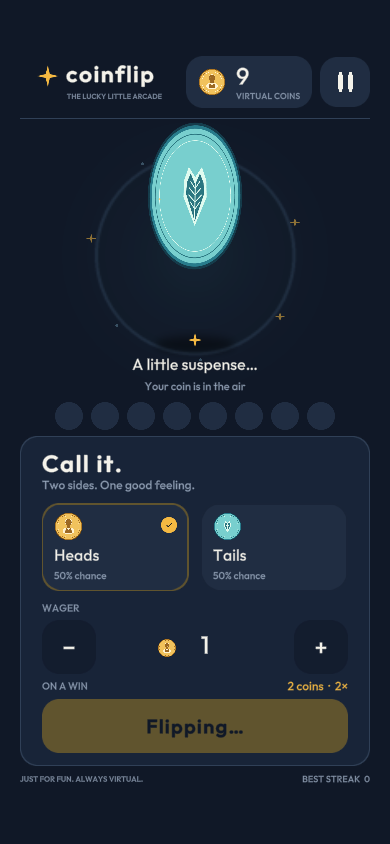 coinflip
THE LUCKY LITTLE ARCADE
9
VIRTUAL COINS
A little suspense...
Your coin is in the air
Call it.
Two sides. One good feeling.
Heads
50% chance
Tails
50% chance
WAGER
− 1 +
ON A WIN
2 coins · 2×
Flipping...
JUST FOR FUN. ALWAYS VIRTUAL.
BEST STREAK 0